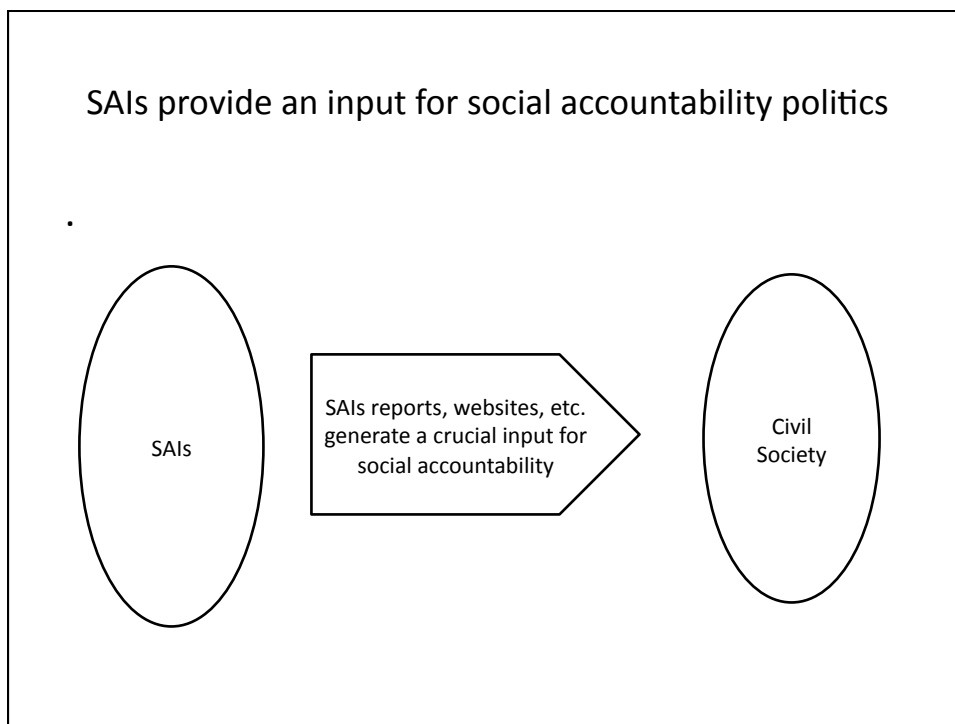 SAIs provide an input for social accountability politics
.
SAIs
SAIs reports, websites, etc.
generate a crucial input for
social accountability
Civil
Society